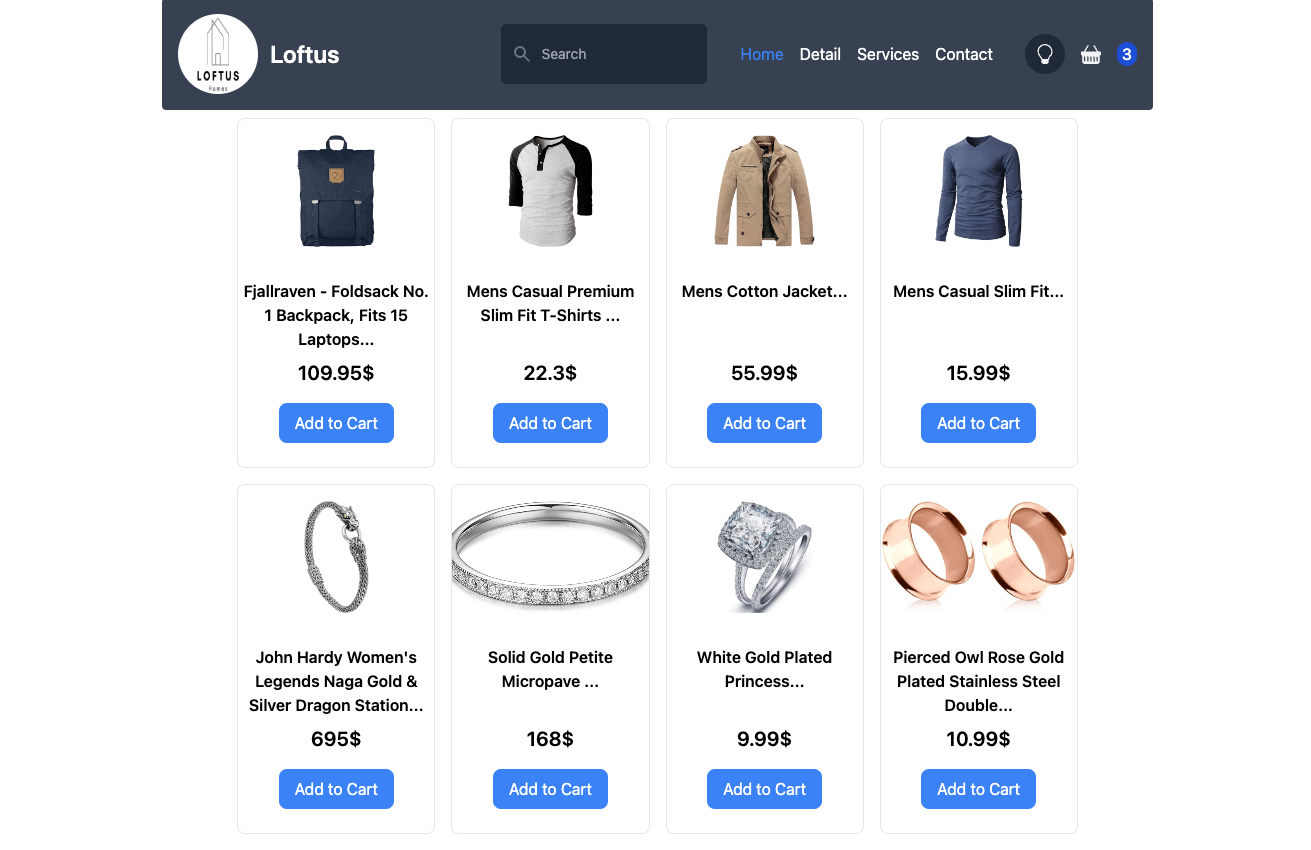 LOFTUS
Homes
Loftus
Search
Home Detail Services Contact
3
Fjallraven - Foldsack No.
1 Backpack, Fits 15
Laptops...
109.95$
Add to Cart
Mens Casual Premium
Slim Fit T-Shirts ...
22.3$
Add to Cart
Mens Cotton Jacket...
55.99$
Add to Cart
Mens Casual Slim Fit...
15.99$
Add to Cart
John Hardy Women's
Legends Naga Gold &
Silver Dragon Station...
695$
Add to Cart
Solid Gold Petite
Micropave ...
168$
Add to Cart
White Gold Plated
Princess...
9.99$
Add to Cart
Pierced Owl Rose Gold
Plated Stainless Steel
Double...
10.99$
Add to Cart